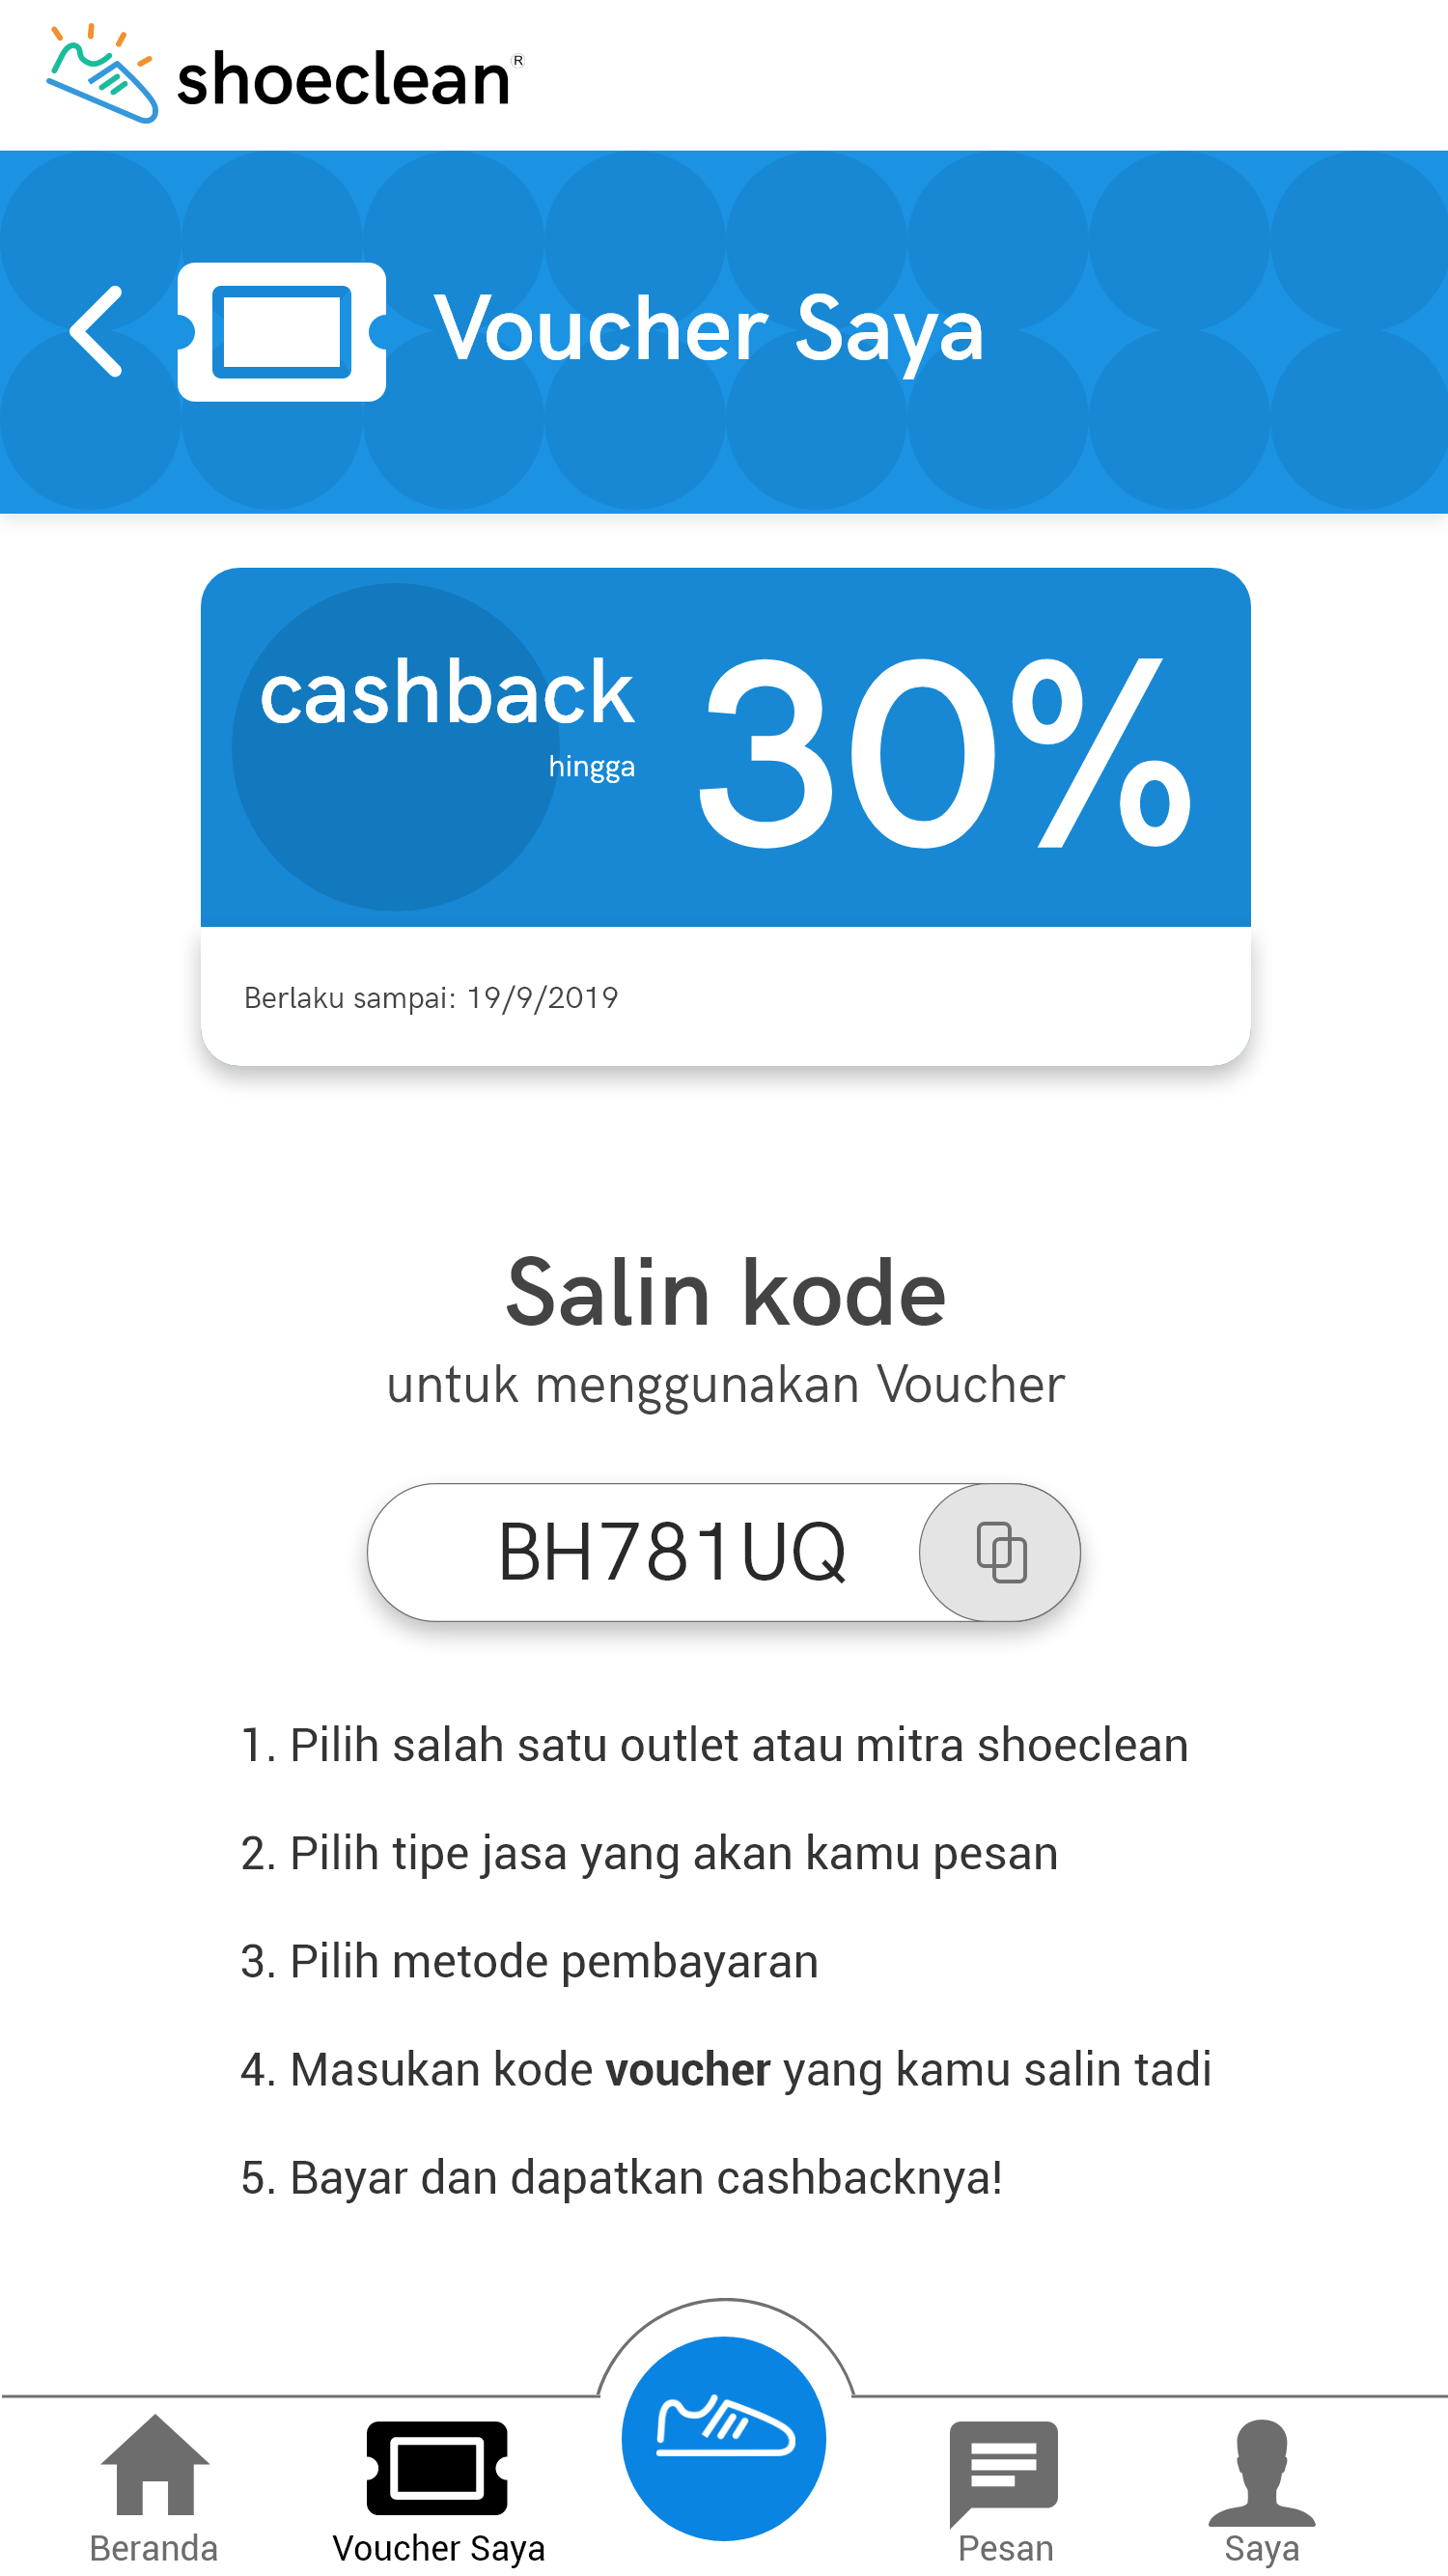 shoeclean®
Voucher Saya
cashback
hingga
30%
Berlaku sampai: 19/9/2019
Salin kode
untuk menggunakan Voucher
BH781UQ
1. Pilih salah satu outlet atau mitra shoeclean
2. Pilih tipe jasa yang akan kamu pesan
3. Pilih metode pembayaran
4. Masukan kode voucher yang kamu salin tadi
5. Bayar dan dapatkan cashbacknya!
Beranda
Voucher Saya
Pesan
Saya